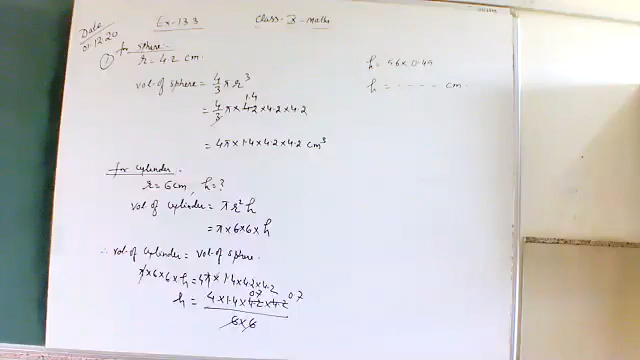 Date
01.12.20
Ex-13.3
Class-X-maths
① for sphere.
r = 4.2 cm.
vol. of sphere = 4/3 π r³
= 4/3 π × 4.2 × 4.2 × 4.2
1.4
= 4π × 1.4 × 4.2 × 4.2 cm³
for cylinder.
r = 6cm, h = ?
vol. of cylinder = π r² h
= π × 6 × 6 × h
∴ vol. of cylinder = vol. of sphere.
π × 6 × 6 × h = 4π × 1.4 × 4.2 × 4.2
h = 4 × 1.4 × 4.2 × 4.2 / 6 × 6
0.7 0.7
h = 5.6 × 0.49
h = - - - - cm.